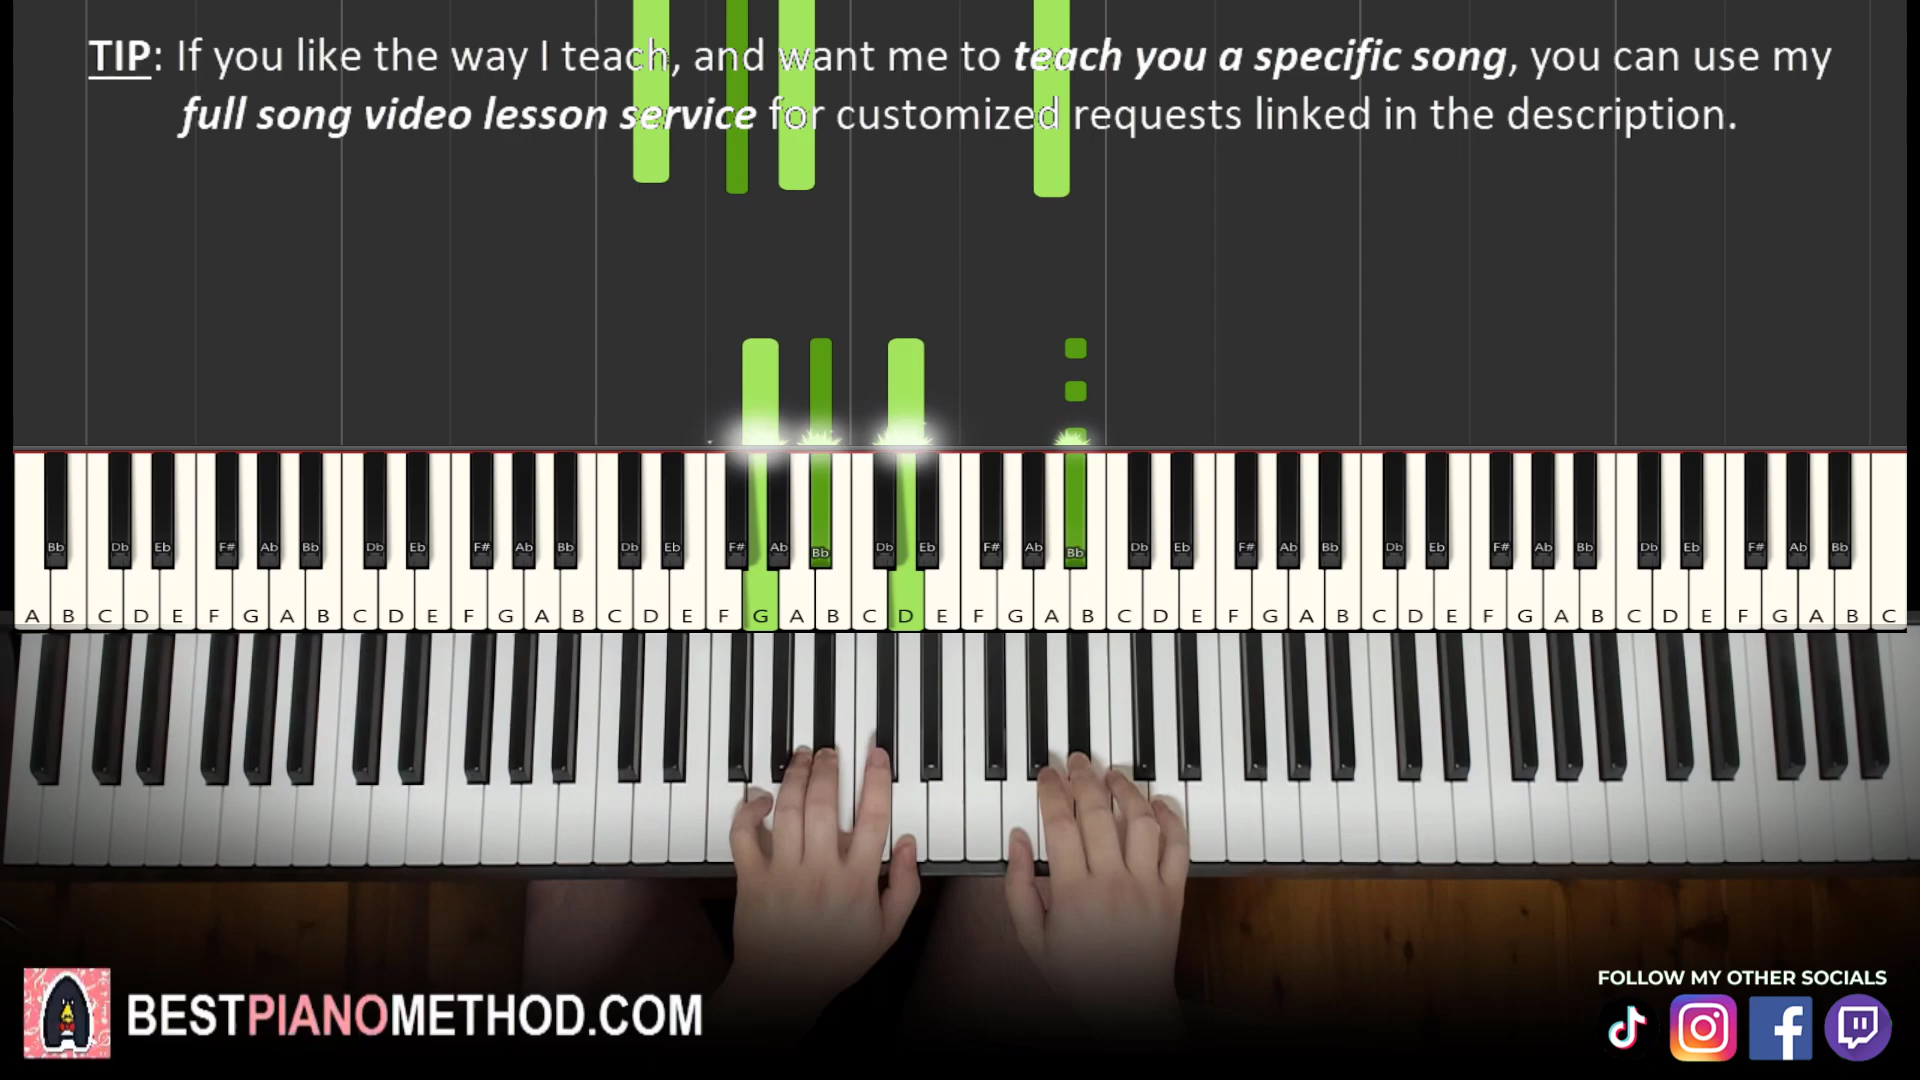 TIP: If you like the way I teach, and want me to teach you a specific song, you can use my
full song video lesson service for customized requests linked in the description.
Bb Db Eb F# Ab Bb Db Eb F# Ab Bb Db Eb F# Ab Bb Db Eb F# Ab Bb Db Eb F# Ab Bb Db Eb F# Ab Bb Db Eb F# Ab Bb
A B C D E F G A B C D E F G A B C D E F G A B C D E F G A B C D E F G A B C D E F G A B C D E F G A B C
FOLLOW MY OTHER SOCIALS
BESTPIANOMETHOD.COM